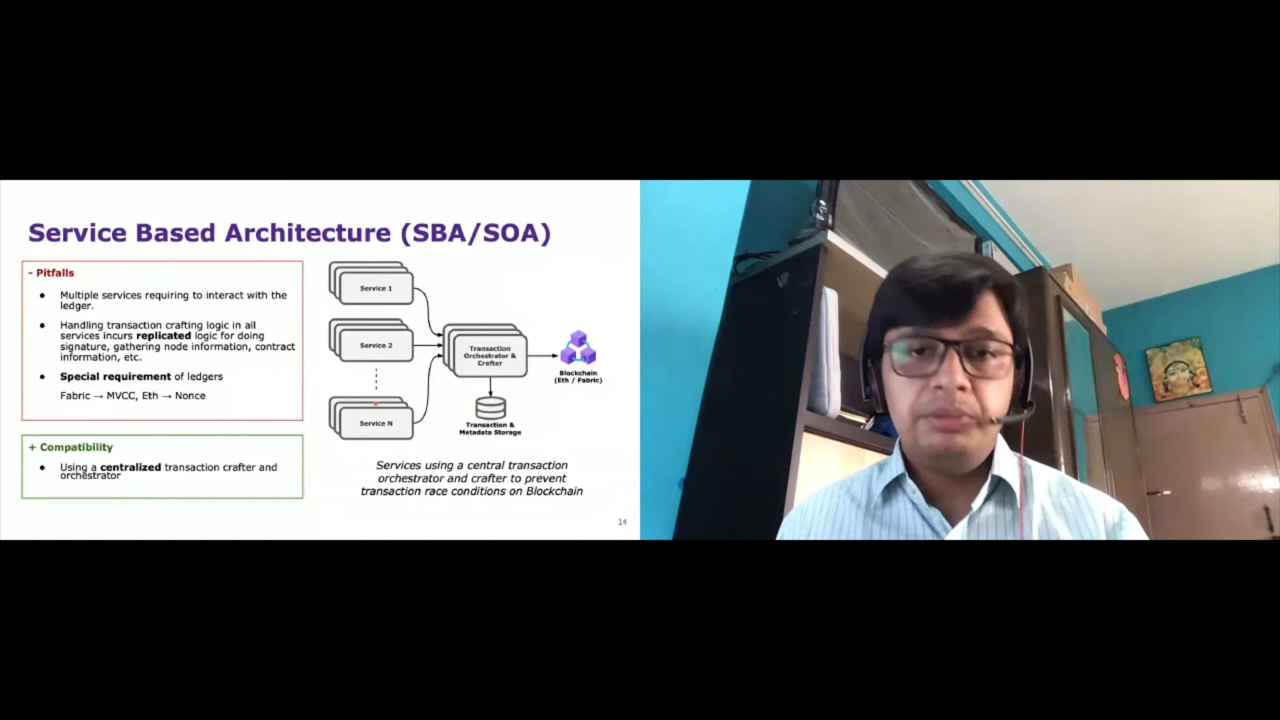 Service Based Architecture (SBA/SOA)
- Pitfalls
● Multiple services requiring to interact with the
ledger.
● Handling transaction crafting logic in all
services incurs replicated logic for doing
signature, gathering node information, contract
information, etc.
● Special requirement of ledgers
Fabric → MVCC, Eth → Nonce
+ Compatibility
● Using a centralized transaction crafter and
orchestrator
Service 1
Service 2
Service N
Transaction
Orchestrator &
Crafter
Transaction &
Metadata Storage
Blockchain
(Eth / Fabric)
Services using a central transaction
orchestrator and crafter to prevent
transaction race conditions on Blockchain
14